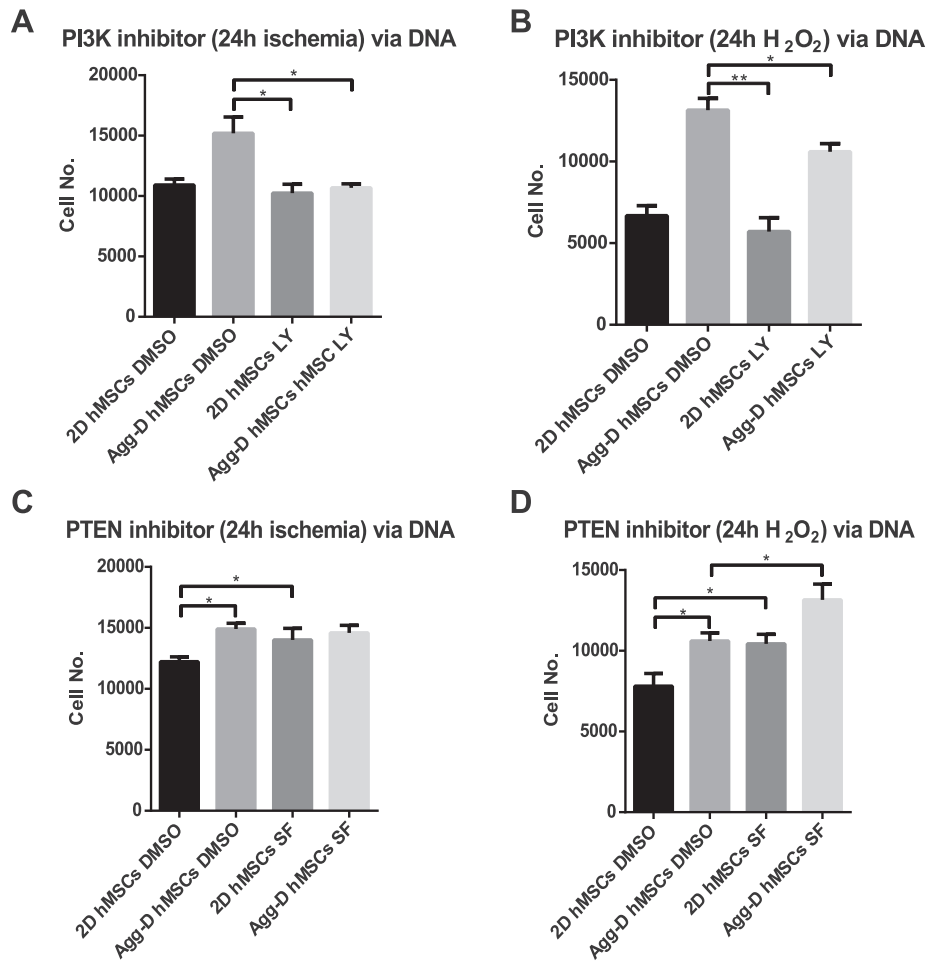 A
PI3K inhibitor (24h ischemia) via DNA
20000
15000
10000
5000
0
Cell No.
*
*
2D hMSCs DMSO
Agg-D hMSCs DMSO
2D hMSCs LY
Agg-D hMSCs hMSC LY
B
PI3K inhibitor (24h H₂O₂) via DNA
15000
10000
5000
0
Cell No.
*
**
2D hMSCs DMSO
Agg-D hMSCs DMSO
2D hMSCs LY
Agg-D hMSCs LY
C
PTEN inhibitor (24h ischemia) via DNA
20000
15000
10000
5000
0
Cell No.
*
*
2D hMSCs DMSO
Agg-D hMSCs DMSO
2D hMSCs SF
Agg-D hMSCs SF
D
PTEN inhibitor (24h H₂O₂) via DNA
15000
10000
5000
0
Cell No.
*
*
*
2D hMSCs DMSO
Agg-D hMSCs DMSO
2D hMSCs SF
Agg-D hMSCs SF